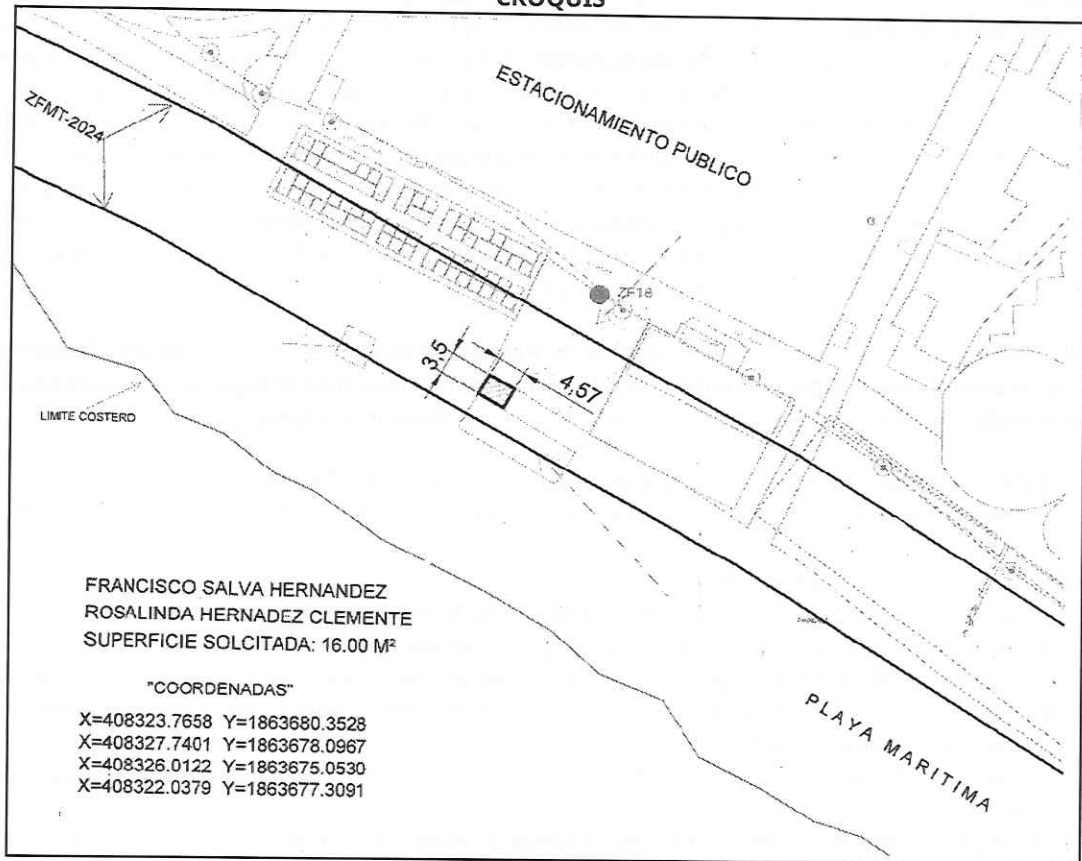 CROQUIS
ESTACIONAMIENTO PUBLICO
ZFMT-2024
ZF18
3,5
4,57
LIMITE COSTERO
FRANCISCO SALVA HERNANDEZ
ROSALINDA HERNADEZ CLEMENTE
SUPERFICIE SOLCITADA: 16.00 M²
"COORDENADAS"
X=408323.7658 Y=1863680.3528
X=408327.7401 Y=1863678.0967
X=408326.0122 Y=1863675.0530
X=408322.0379 Y=1863677.3091
PLAYA MARITIMA